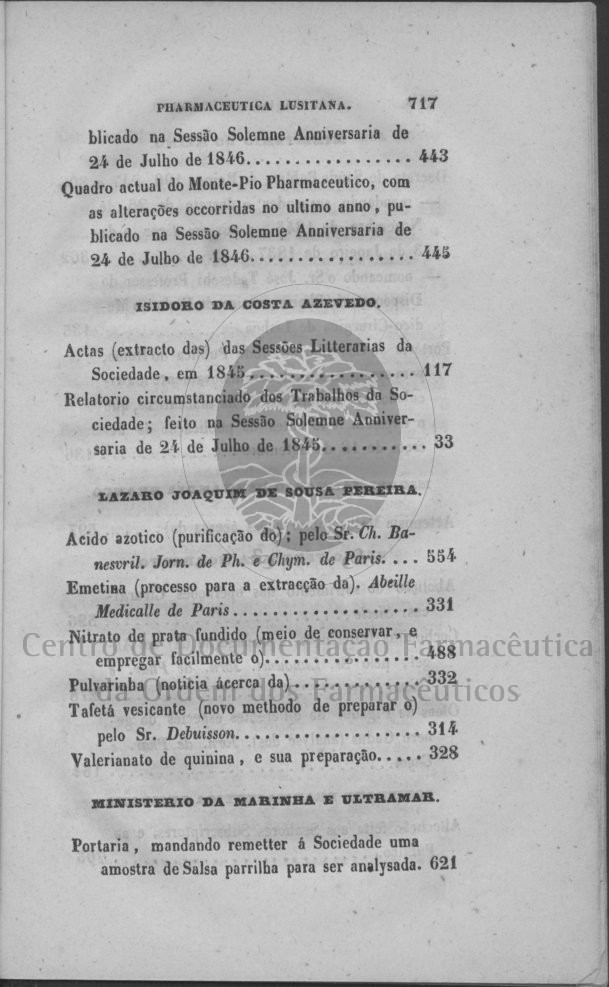 PHARMACEUTICA LUSITANA. 717
blicado na Sessão Solemne Anniversaria de
24 de Julho de 1846................ 443
Quadro actual do Monte-Pio Pharmaceutico, com
as alterações occorridas no ultimo anno, pu-
blicado na Sessão Solemne Anniversaria de
24 de Julho de 1846................. 445
ISIDORO DA COSTA AZEVEDO.
Actas (extracto das) das Sessões Litterarias da
Sociedade, em 1845................. 117
Relatorio circumstanciado dos Trabalhos da So-
ciedade; feito na Sessão Solemne Anniver-
saria de 24 de Julho de 1845........... 33
LAZARO JOAQUIM DE SOUSA PEREIRA.
Acido azotico (purificação do); pelo Sr. Ch. Ba-
nesvril. Jorn. de Ph. e Chym. de Paris.... 554
Emetina (processo para a extracção da). Abeille
Medicalle de Paris................... 331
Nitrato de prata fundido (meio de conservar, e
empregar facilmente o)............... 488
Pulvarinha (noticia ácerca da)............. 332
Tafetá vesicante (novo methodo de preparar o)
pelo Sr. Debuisson................... 314
Valerianato de quinina, e sua preparação..... 328
MINISTERIO DA MARINHA E ULTRAMAR.
Portaria, mandando remetter á Sociedade uma
amostra de Salsa parrilha para ser analysada. 621
Centro de Documentação Farmacêutica
da Ordem dos Farmacêuticos